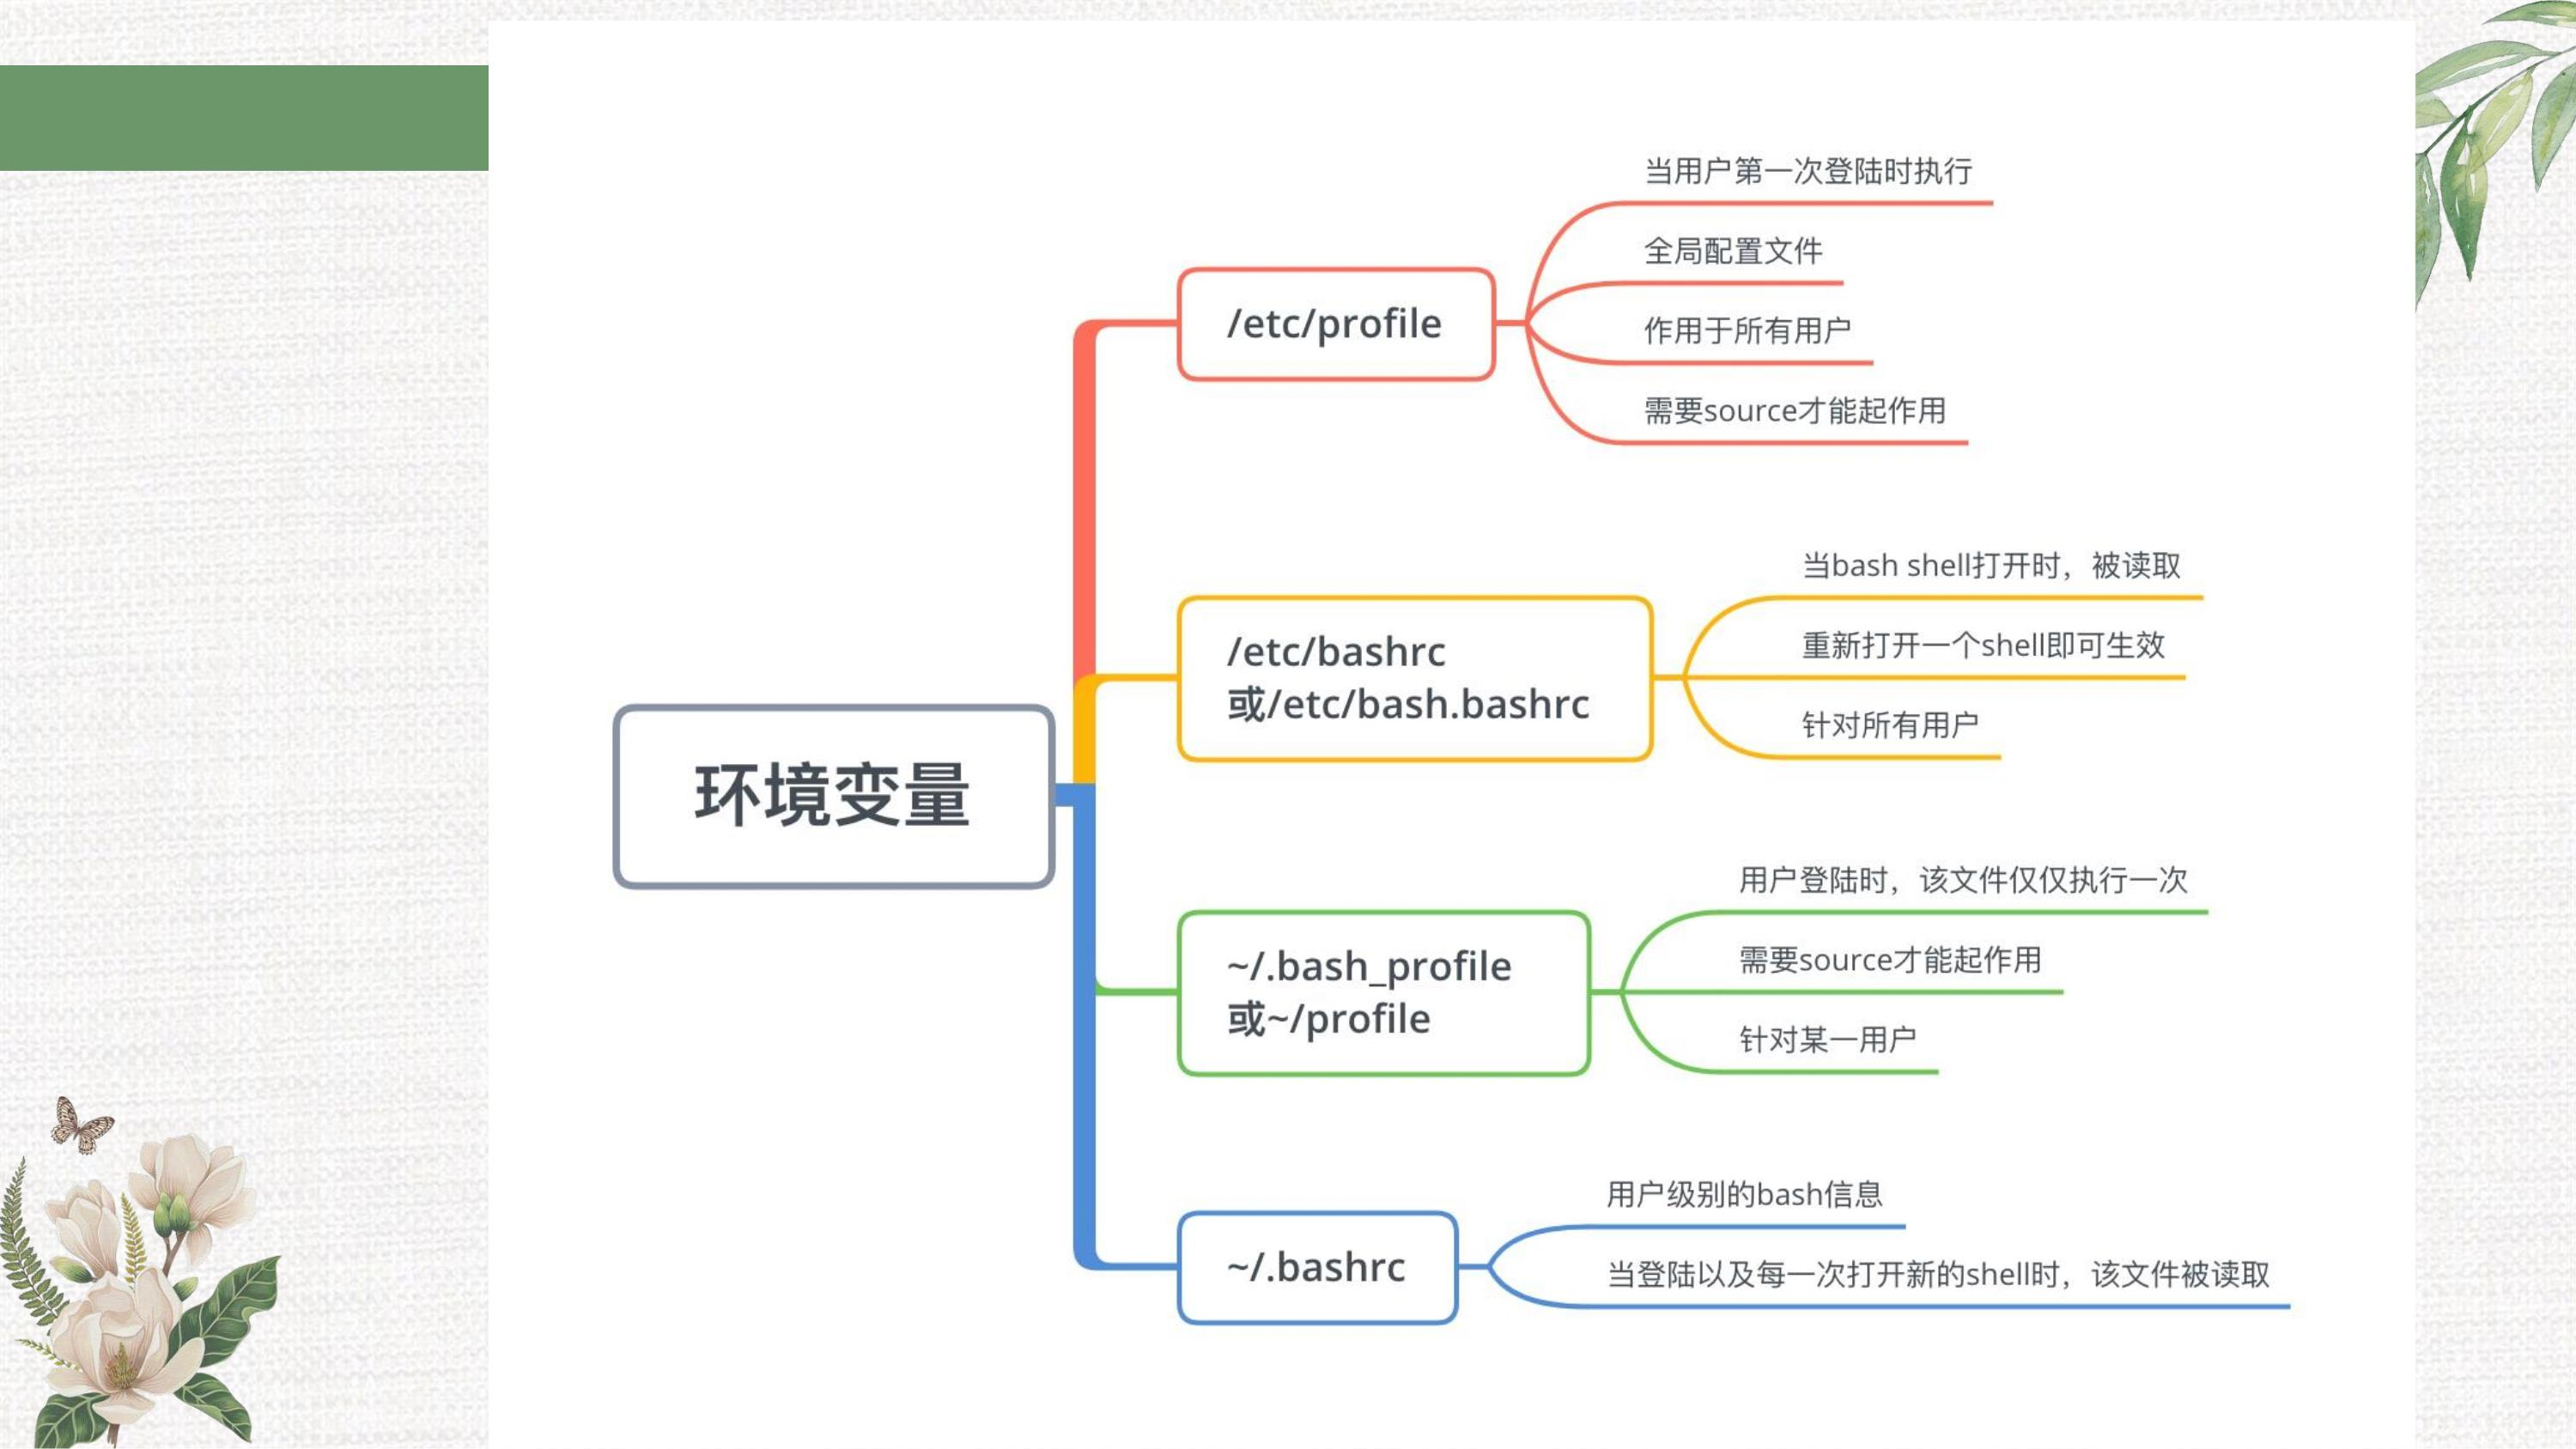 环境变量
/etc/profile
当用户第一次登陆时执行
全局配置文件
作用于所有用户
需要source才能起作用
/etc/bashrc
或/etc/bash.bashrc
当bash shell打开时，被读取
重新打开一个shell即可生效
针对所有用户
~/.bash_profile
或~/profile
用户登陆时，该文件仅仅执行一次
需要source才能起作用
针对某一用户
~/.bashrc
用户级别的bash信息
当登陆以及每一次打开新的shell时，该文件被读取